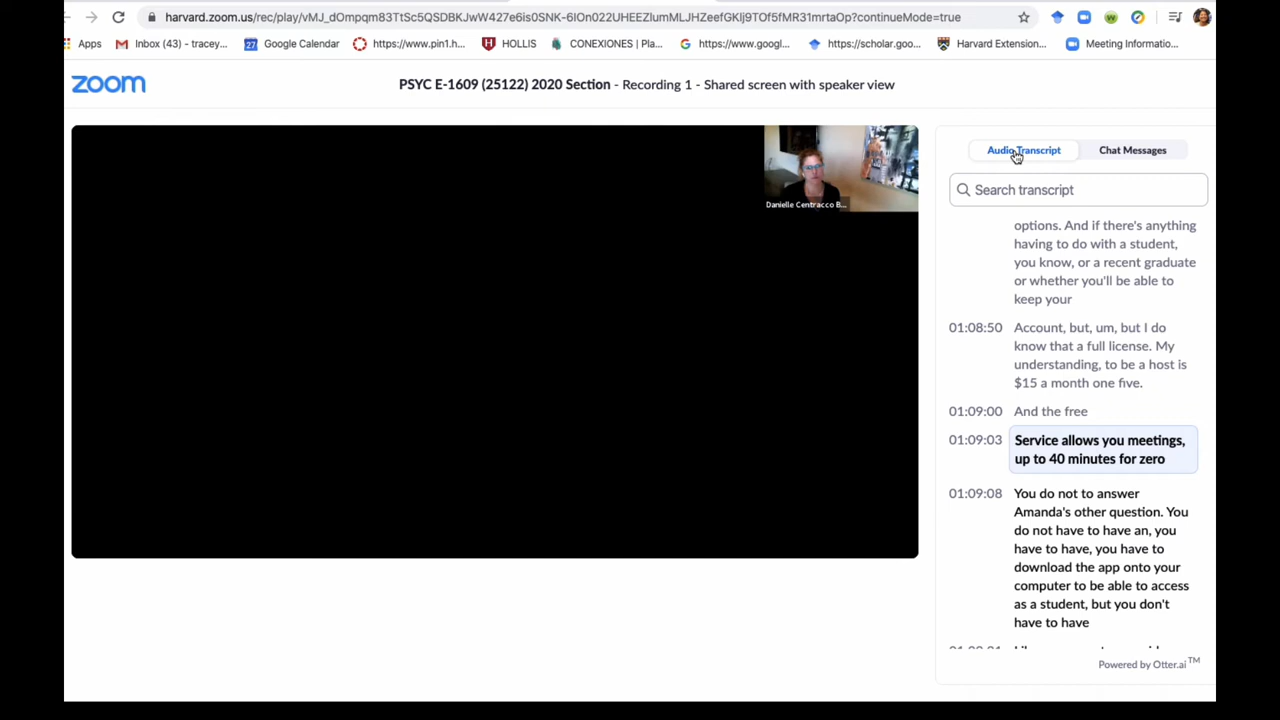 harvard.zoom.us/rec/play/vMJ_dOmpqm83TtSc5QSDBKJwW427e6is0SNK-6IOn022UHEEZlumMLJHZeefGKlj9TOf5fMR31mrtaOp?continueMode=true
Apps Inbox (43) - tracey... 27 Google Calendar https://www.pin1.h... HOLLIS CONEXIONES | Pla... https://www.googl... https://scholar.goo... Harvard Extension... Meeting Informatio...
zoom PSYC E-1609 (25122) 2020 Section - Recording 1 - Shared screen with speaker view
Danielle Centracco B...
Audio Transcript Chat Messages
Search transcript
options. And if there's anything
having to do with a student,
you know, or a recent graduate
or whether you'll be able to
keep your
01:08:50 Account, but, um, but I do
know that a full license. My
understanding, to be a host is
$15 a month one five.
01:09:00 And the free
01:09:03 Service allows you meetings,
up to 40 minutes for zero
01:09:08 You do not to answer
Amanda's other question. You
do not have to have an, you
have to have, you have to
download the app onto your
computer to be able to access
as a student, but you don't
have to have
Powered by Otter.ai TM